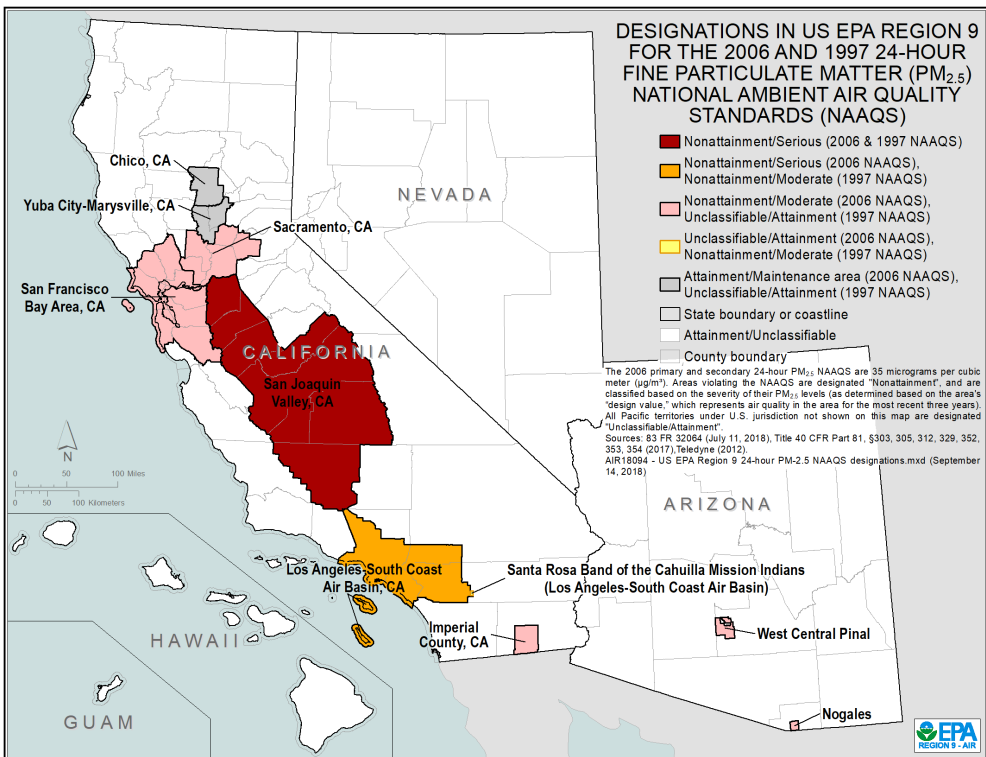 DESIGNATIONS IN US EPA REGION 9
FOR THE 2006 AND 1997 24-HOUR
FINE PARTICULATE MATTER (PM2.5)
NATIONAL AMBIENT AIR QUALITY
STANDARDS (NAAQS)
Nonattainment/Serious (2006 & 1997 NAAQS)
Nonattainment/Serious (2006 NAAQS),
Nonattainment/Moderate (1997 NAAQS)
Nonattainment/Moderate (2006 NAAQS),
Unclassifiable/Attainment (1997 NAAQS)
Unclassifiable/Attainment (2006 NAAQS),
Nonattainment/Moderate (1997 NAAQS)
Attainment/Maintenance area (2006 NAAQS),
Unclassifiable/Attainment (1997 NAAQS)
State boundary or coastline
Attainment/Unclassifiable
County boundary
The 2006 primary and secondary 24-hour PM2.5 NAAQS are 35 micrograms per cubic
meter (µg/m³). Areas violating the NAAQS are designated "Nonattainment", and are
classified based on the severity of their PM2.5 levels (as determined based on the area's
"design value," which represents air quality in the area for the most recent three years).
All Pacific territories under U.S. jurisdiction not shown on this map are designated
"Unclassifiable/Attainment".
Sources: 83 FR 32064 (July 11, 2018), Title 40 CFR Part 81, §303, 305, 312, 329, 352,
353, 354 (2017),Teledyne (2012).
AIR18094 - US EPA Region 9 24-hour PM-2.5 NAAQS designations.mxd (September
14, 2018)
Chico, CA
Yuba City-Marysville, CA
NEVADA
Sacramento, CA
San Francisco
Bay Area, CA
CALIFORNIA
San Joaquin
Valley, CA
N
0 50 100 Miles
0 50 100 Kilometers
ARIZONA
Los Angeles-South Coast
Air Basin, CA
Santa Rosa Band of the Cahuilla Mission Indians
(Los Angeles-South Coast Air Basin)
Imperial
County, CA
West Central Pinal
HAWAII
GUAM
Nogales
EPA
REGION 9 - AIR